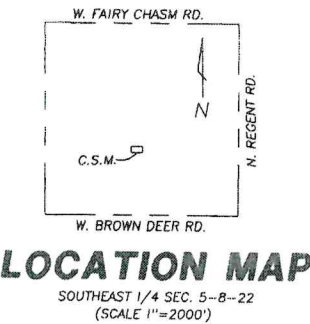 W. FAIRY CHASM RD.
N
N. REGENT RD.
C.S.M.
W. BROWN DEER RD.
LOCATION MAP
SOUTHEAST 1/4 SEC. 5-8-22
(SCALE 1"=2000')